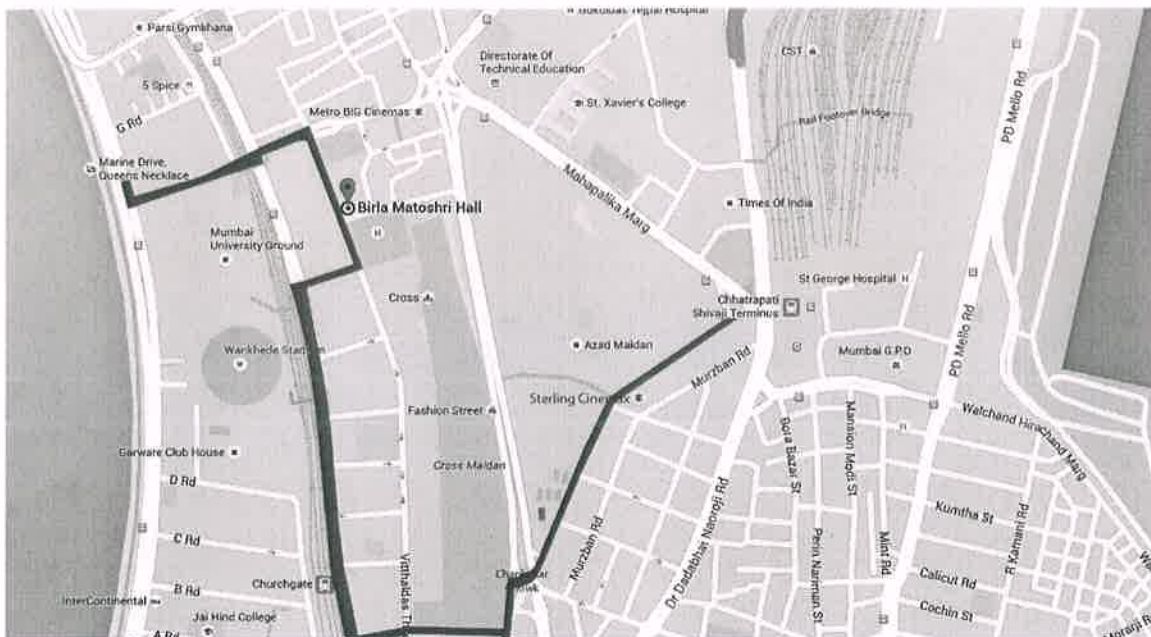 Parsi Gymkhana
5 Spice
G Rd
Marine Drive,
Queens Necklace
Metro BIG Cinemas
Directorate Of
Technical Education
St. Xavier's College
CST
Rail Footover Bridge
PD Mello Rd
Birla Matoshri Hall
Mumbai
University Ground
Mahapalika Marg
Times Of India
St George Hospital
Chhatrapati
Shivaji Terminus
Cross
Azad Maidan
Murzban Rd
Mumbai G.P.O
PD Mello Rd
Sterling
Fashion Street
Cross Maidan
Garware Club House
D Rd
C Rd
B Rd
A Rd
Churchgate
InterContinental
Jai Hind College
Murzban Rd
Dr Dadabhai Naoroji Rd
Bora Bazar St
Mansion Modi St
Perin Nariman St
Mint Rd
Walchand Hirachand Marg
Kumtha St
R Kamani Rd
Calicut Rd
Cochin St